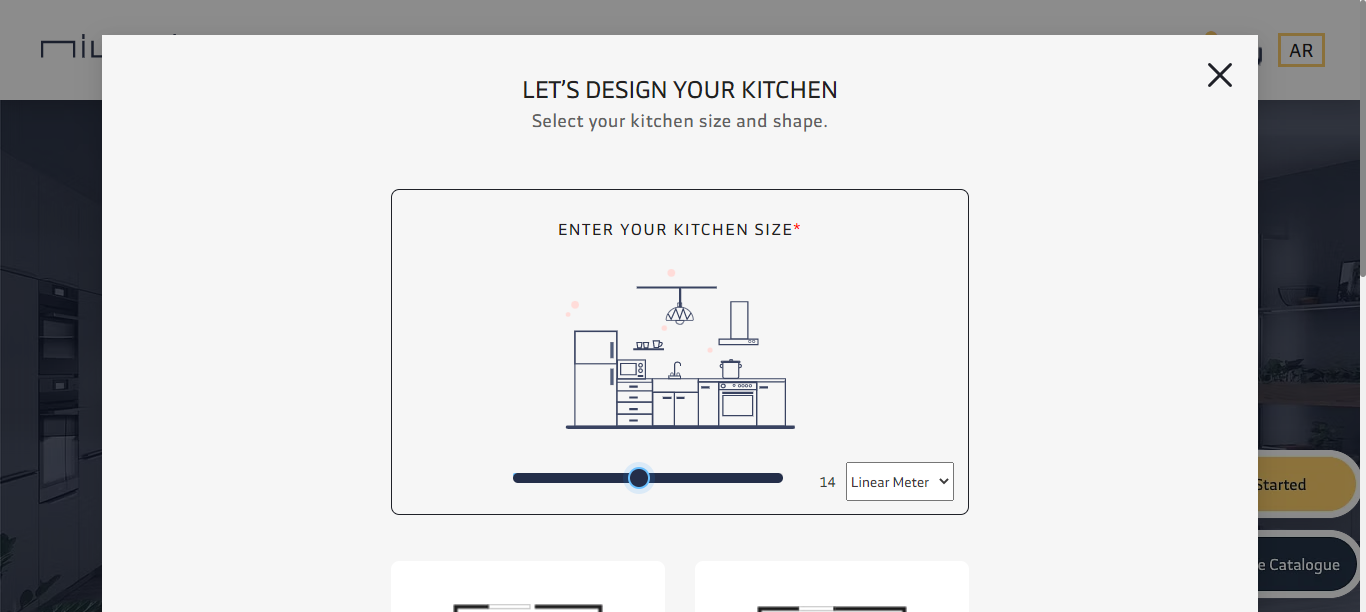 AR
LET’S DESIGN YOUR KITCHEN
Select your kitchen size and shape.
ENTER YOUR KITCHEN SIZE*
14
Linear Meter
Started
Catalogue